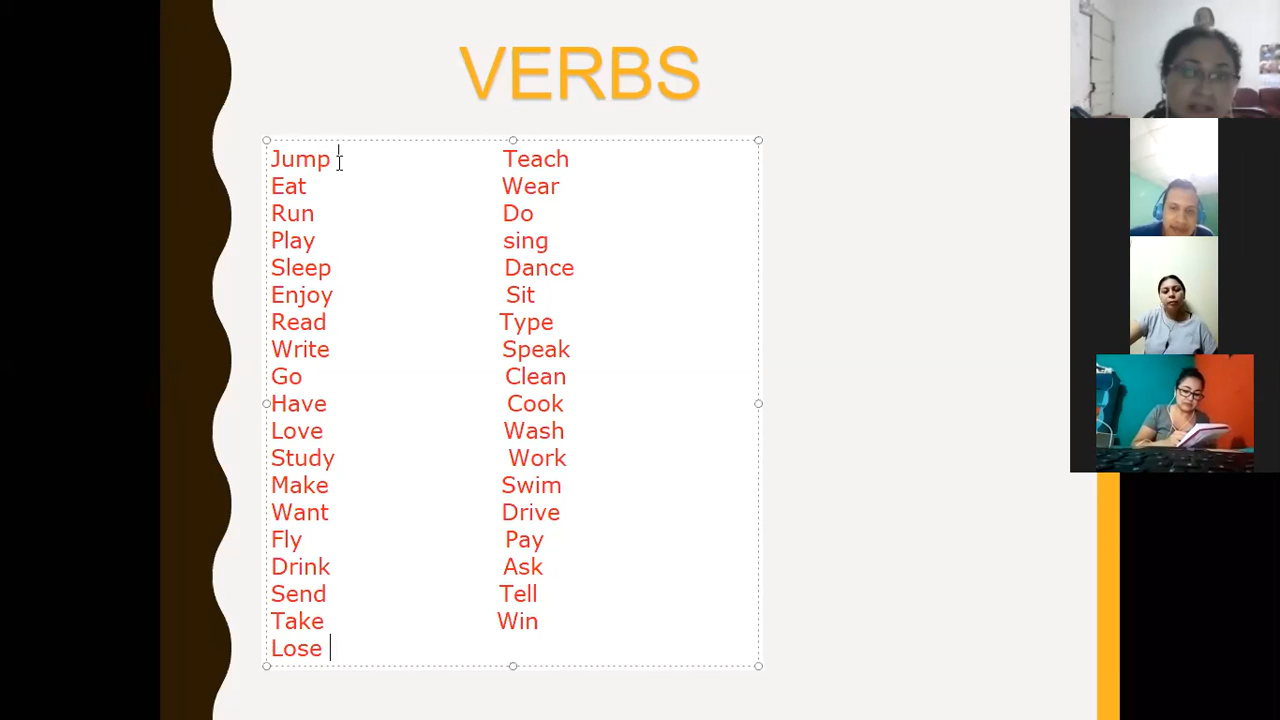 VERBS
Jump Teach
Eat Wear
Run Do
Play sing
Sleep Dance
Enjoy Sit
Read Type
Write Speak
Go Clean
Have Cook
Love Wash
Study Work
Make Swim
Want Drive
Fly Pay
Drink Ask
Send Tell
Take Win
Lose